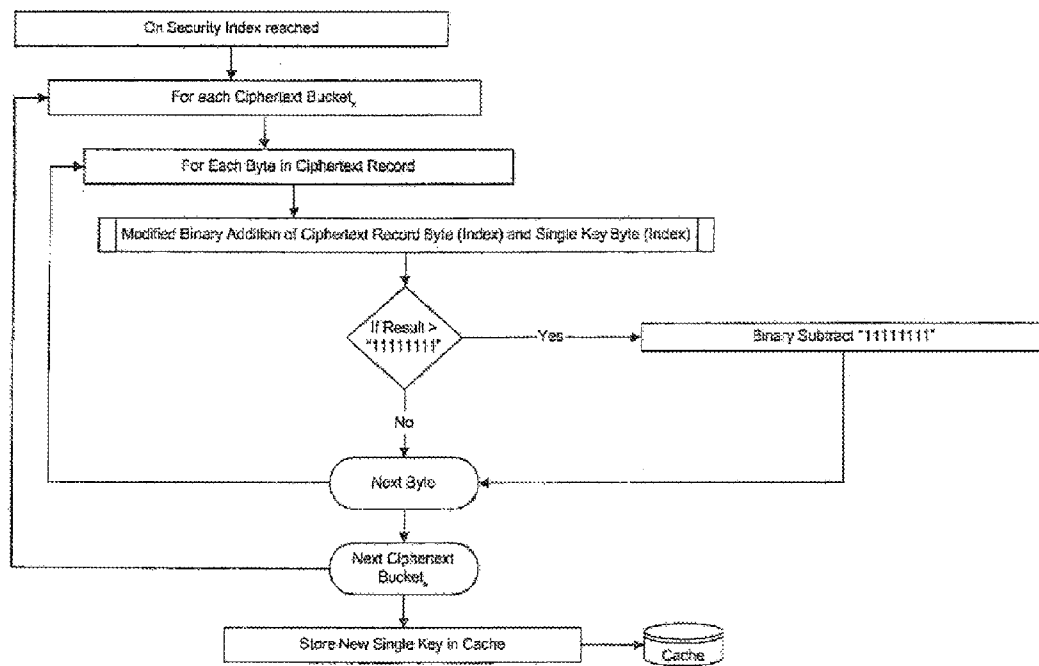 On Security Index reached
For each Ciphertext Bucketx
For Each Byte in Ciphertext Record
Modified Binary Addition of Ciphertext Record Byte (Index) and Single Key Byte (Index)
If Result >
"11111111"
Yes
Binary Subtract "11111111"
No
Next Byte
Next Ciphertext
Bucketx
Store New Single Key in Cache
Cache